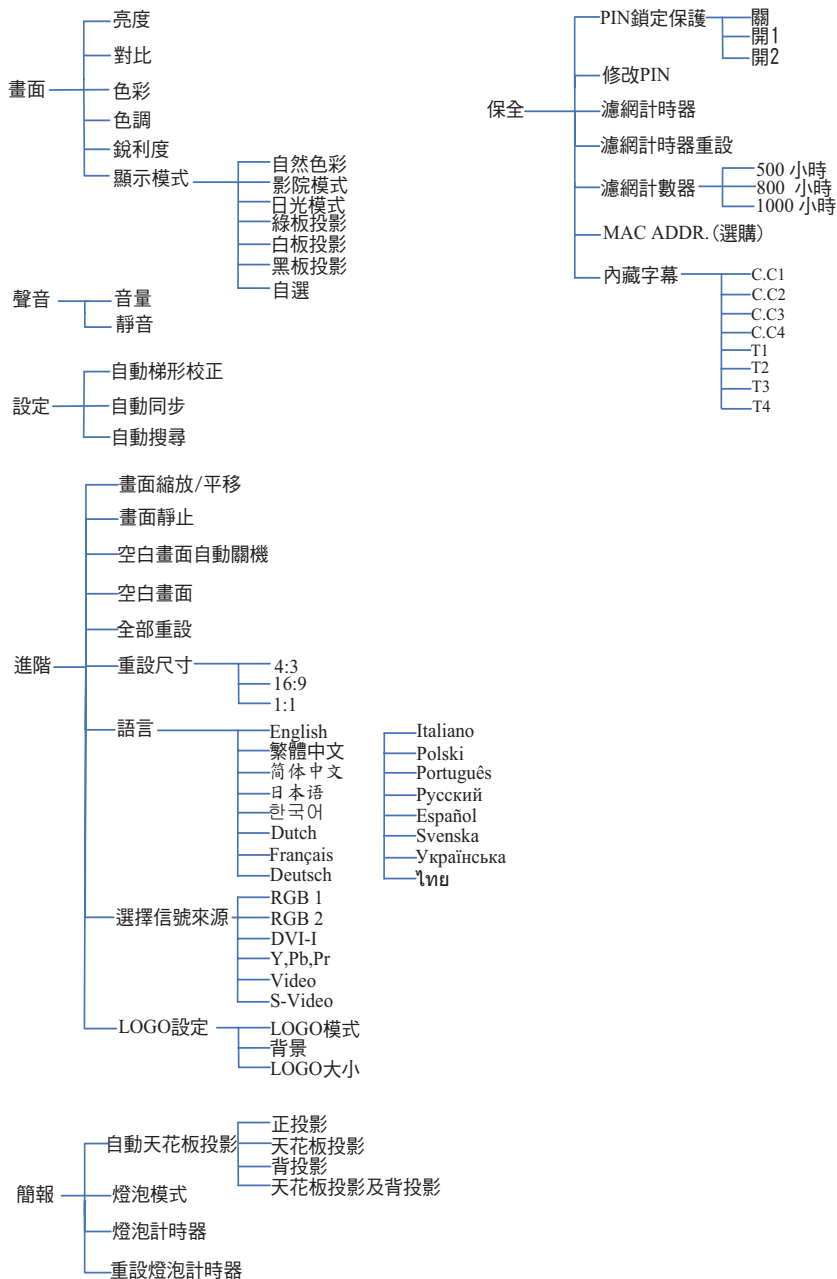 畫面
亮度
對比
色彩
色調
銳利度
顯示模式
自然色彩
影院模式
日光模式
綠板投影
白板投影
黑板投影
自選
聲音
音量
靜音
設定
自動梯形校正
自動同步
自動搜尋
進階
畫面縮放/平移
畫面靜止
空白畫面自動關機
空白畫面
全部重設
重設尺寸
4:3
16:9
1:1
語言
English
繁體中文
简体中文
日本语
한국어
Dutch
Français
Deutsch
Italiano
Polski
Português
Русский
Español
Svenska
Українська
ไทย
選擇信號來源
RGB 1
RGB 2
DVI-I
Y,Pb,Pr
Video
S-Video
LOGO設定
LOGO模式
背景
LOGO大小
簡報
自動天花板投影
正投影
天花板投影
背投影
天花板投影及背投影
燈泡模式
燈泡計時器
重設燈泡計時器
保全
PIN鎖定保護
關
開1
開2
修改PIN
濾網計時器
濾網計時器重設
濾網計數器
500 小時
800 小時
1000 小時
MAC ADDR.(選購)
內藏字幕
C.C1
C.C2
C.C3
C.C4
T1
T2
T3
T4